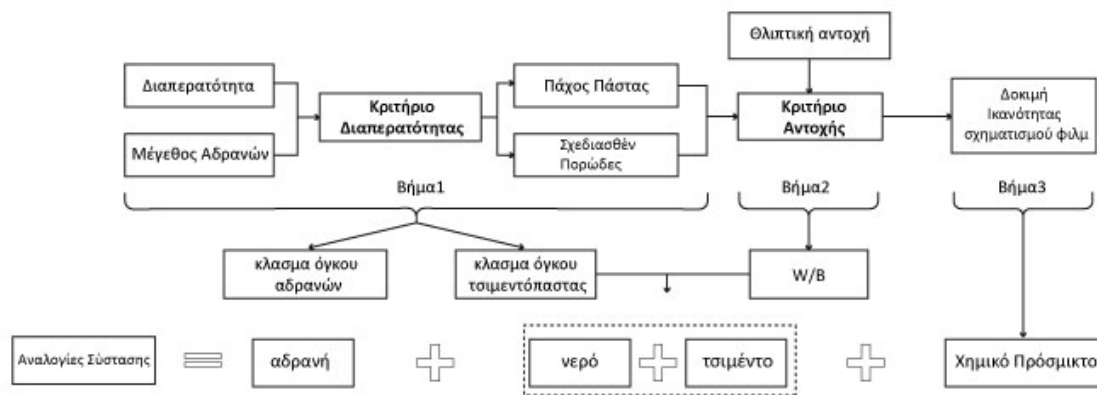 Θλιπτική αντοχή
Διαπερατότητα
Μέγεθος Αδρανών
Κριτήριο
Διαπερατότητας
Πάχος Πάστας
Σχεδιασθέν
Πορώδες
Κριτήριο
Αντοχής
Δοκιμή
Ικανότητας
σχηματισμού φιλμ
Βήμα1
Βήμα2
Βήμα3
κλασμα όγκου
αδρανών
κλασμα όγκου
τσιμεντόπαστας
W/B
Αναλογίες Σύστασης
αδρανή
νερό
τσιμέντο
Χημικό Πρόσμικτο